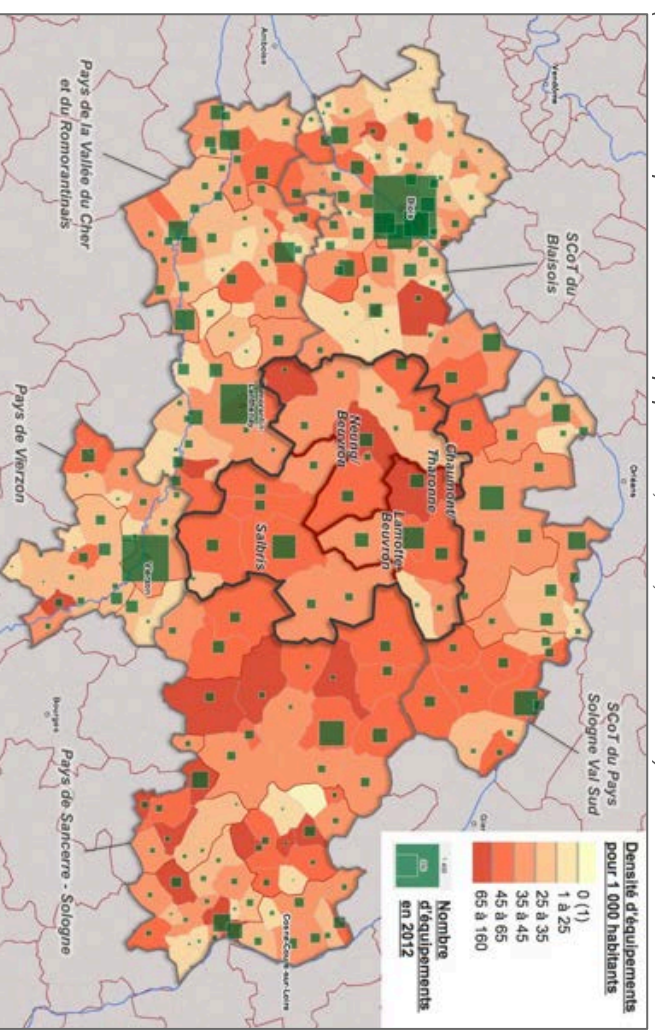 Densité d'équipements
pour 1 000 habitants
0 (1)
1 à 25
25 à 35
35 à 45
45 à 65
65 à 160
Nombre
d'équipements
en 2012
Vendôme
Amboise
Blois
SCoT du
Blaisois
Orléans
Gien
SCoT du Pays
Sologne Val Sud
Chaumont/
Tharonne
Neung/
Beuvron
Lamotte-
Beuvron
Salbris
Pays de la Vallée du Cher
et du Romorantinais
Pays de Vierzon
Vierzon
Bourges
Pays de Sancerre - Sologne
Cosne-Cours-sur-Loire